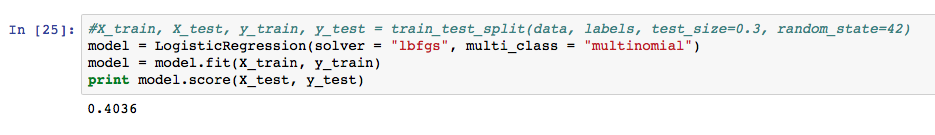 In [25]: #X_train, X_test, y_train, y_test = train_test_split(data, labels, test_size=0.3, random_state=42)
model = LogisticRegression(solver = "lbfgs", multi_class = "multinomial")
model = model.fit(X_train, y_train)
print model.score(X_test, y_test)
0.4036